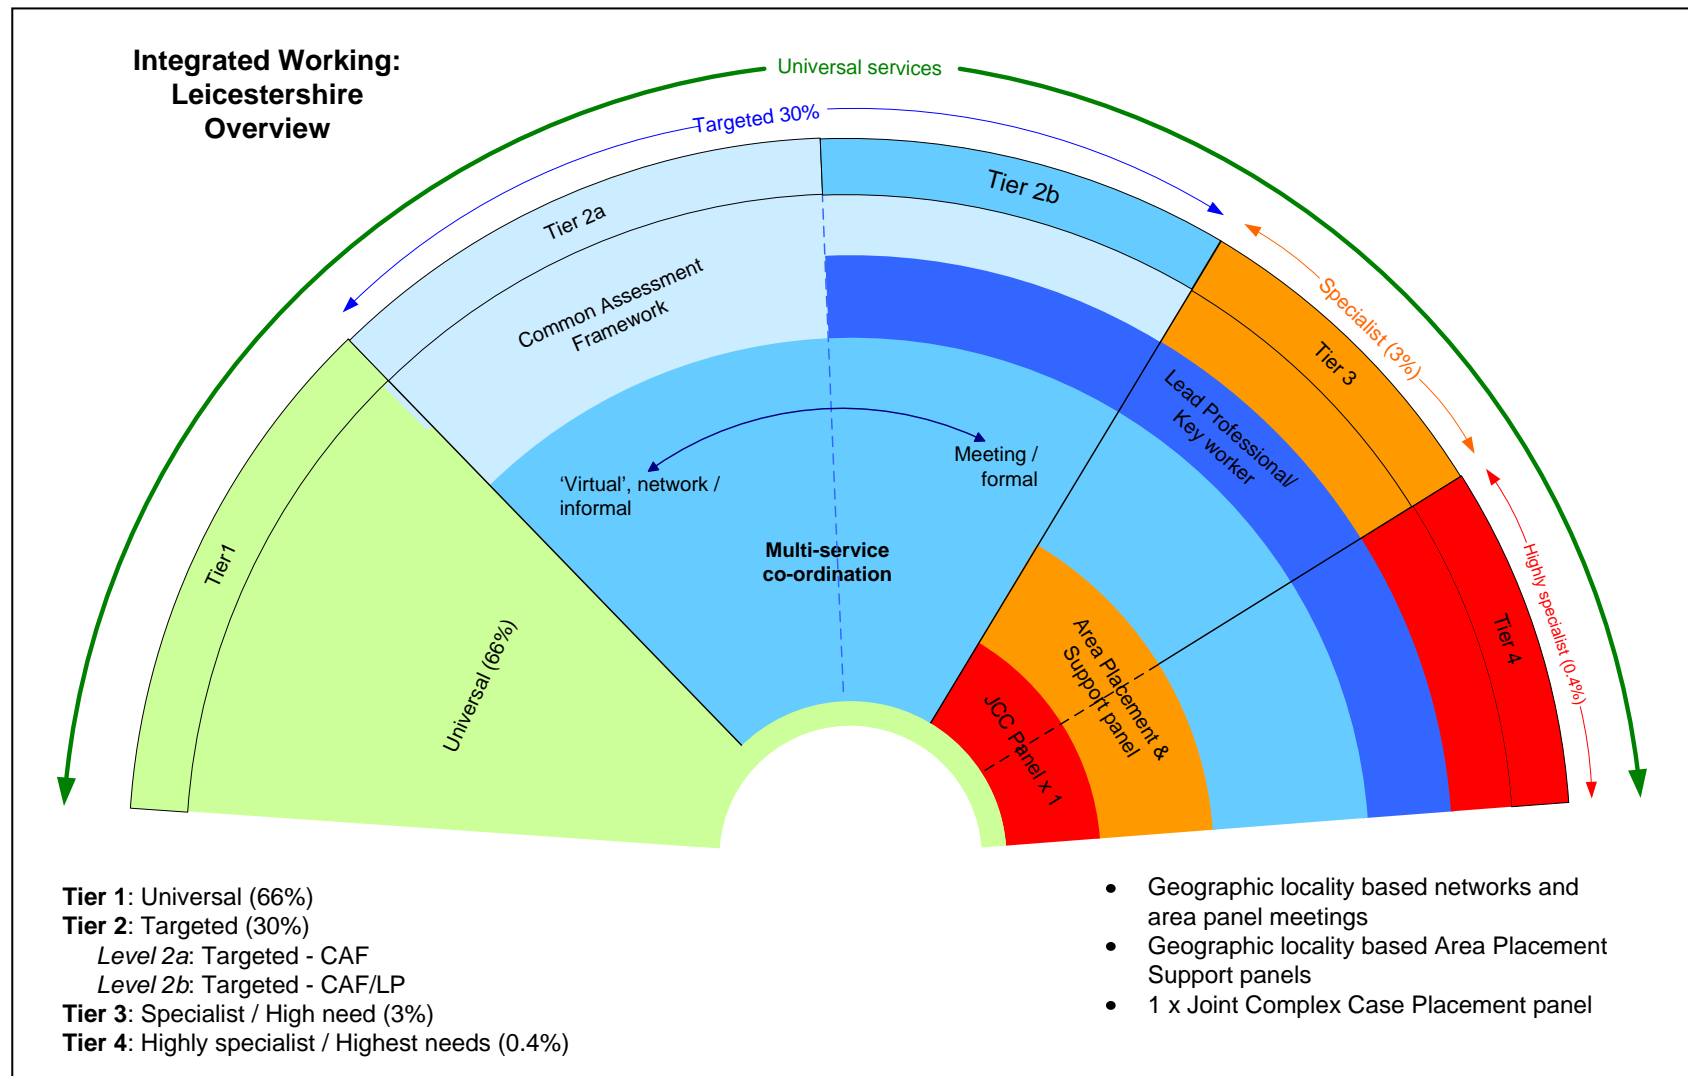 Integrated Working:
Leicestershire
Overview
Universal services
Targeted 30%
Tier 2b
Tier 2a
Specialist (3%)
Common Assessment
Framework
Tier 3
Lead Professional/
Key worker
Meeting /
formal
‘Virtual’, network /
informal
Multi-service
co-ordination
Highly specialist (0.4%)
Tier1
Tier 4
Universal (66%)
Area Placement &
Support panel
JCC Panel x 1
Tier 1: Universal (66%)
Tier 2: Targeted (30%)
Level 2a: Targeted - CAF
Level 2b: Targeted - CAF/LP
Tier 3: Specialist / High need (3%)
Tier 4: Highly specialist / Highest needs (0.4%)
• Geographic locality based networks and
area panel meetings
• Geographic locality based Area Placement
Support panels
• 1 x Joint Complex Case Placement panel